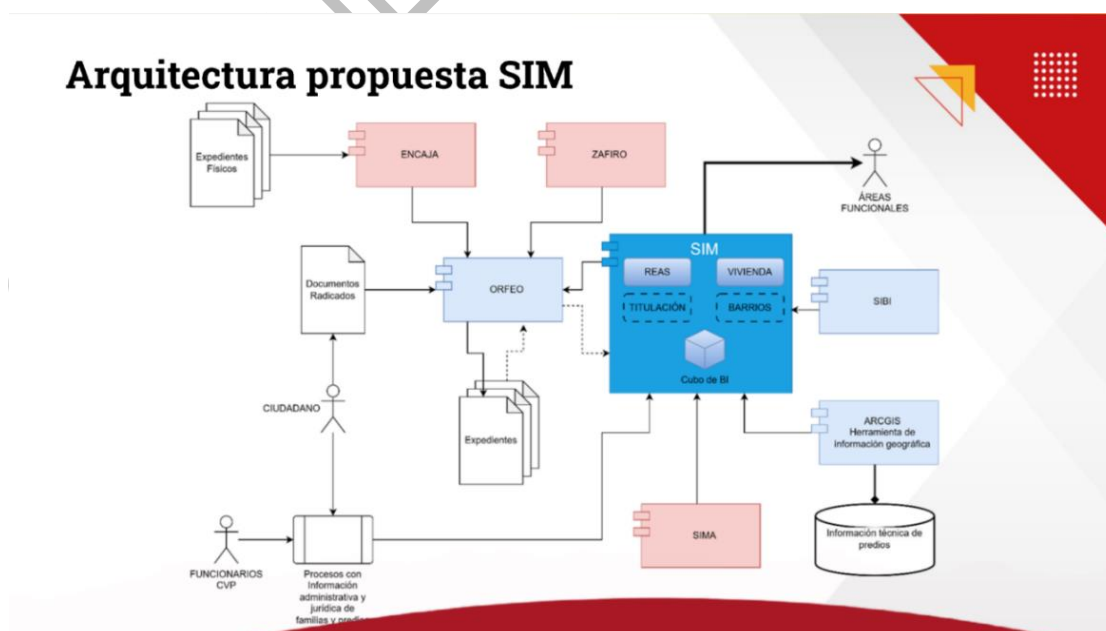 Arquitectura propuesta SIM
Expedientes
Físicos
ENCAJA
ZAFIRO
ÁREAS
FUNCIONALES
SIM
REAS
VIVIENDA
TITULACIÓN
BARRIOS
Cubo de BI
Documentos
Radicados
ORFEO
SIBI
CIUDADANO
Expedientes
ARCGIS
Herramienta de
información geográfica
SIMA
Información técnica de
predios
FUNCIONARIOS
CVP
Procesos con
Información
administrativa y
jurídica de
familias y